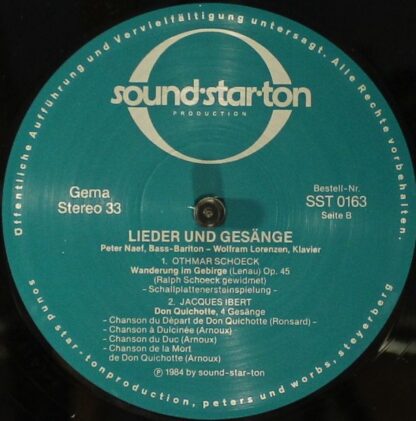 Öffentliche Aufführung und Vervielfältigung untersagt. Alle Rechte vorbehalten.
sound·star·ton
PRODUCTION
Gema
Stereo 33
Bestell-Nr.
SST 0163
Seite B
LIEDER UND GESÄNGE
Peter Naef, Bass-Bariton – Wolfram Lorenzen, Klavier
1. OTHMAR SCHOECK
Wanderung im Gebirge (Lenau) Op. 45
(Ralph Schoeck gewidmet)
- Schallplattenersteinspielung -
2. JACQUES IBERT
Don Quichotte, 4 Gesänge
- Chanson du Départ de Don Quichotte (Ronsard) -
- Chanson à Dulcinée (Arnoux)
- Chanson du Duc (Arnoux)
- Chanson de la Mort
de Don Quichotte (Arnoux)
Ⓟ 1984 by sound-star-ton
sound star-tonproduction, peters und worbs, steyerberg